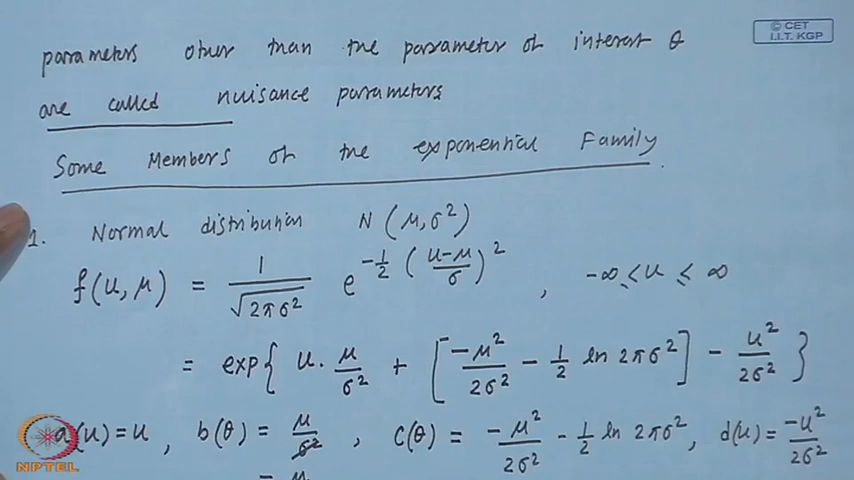 © CET
I.I.T. KGP
parameters other than the parameter of interest θ
are called nuisance parameters
Some Members of the exponential Family.
1. Normal distribution N(μ, σ²)
f(u, μ) = 1/√(2πσ²) e^{-1/2 ((u-μ)/σ)²}, -∞ ≤ u ≤ ∞
= exp{ u · μ/σ² + [ -μ²/2σ² - 1/2 ln 2πσ² ] - u²/2σ² }
a(u) = u, b(θ) = μ/σ², c(θ) = -μ²/2σ² - 1/2 ln 2πσ², d(u) = -u²/2σ²
= μ
NPTEL